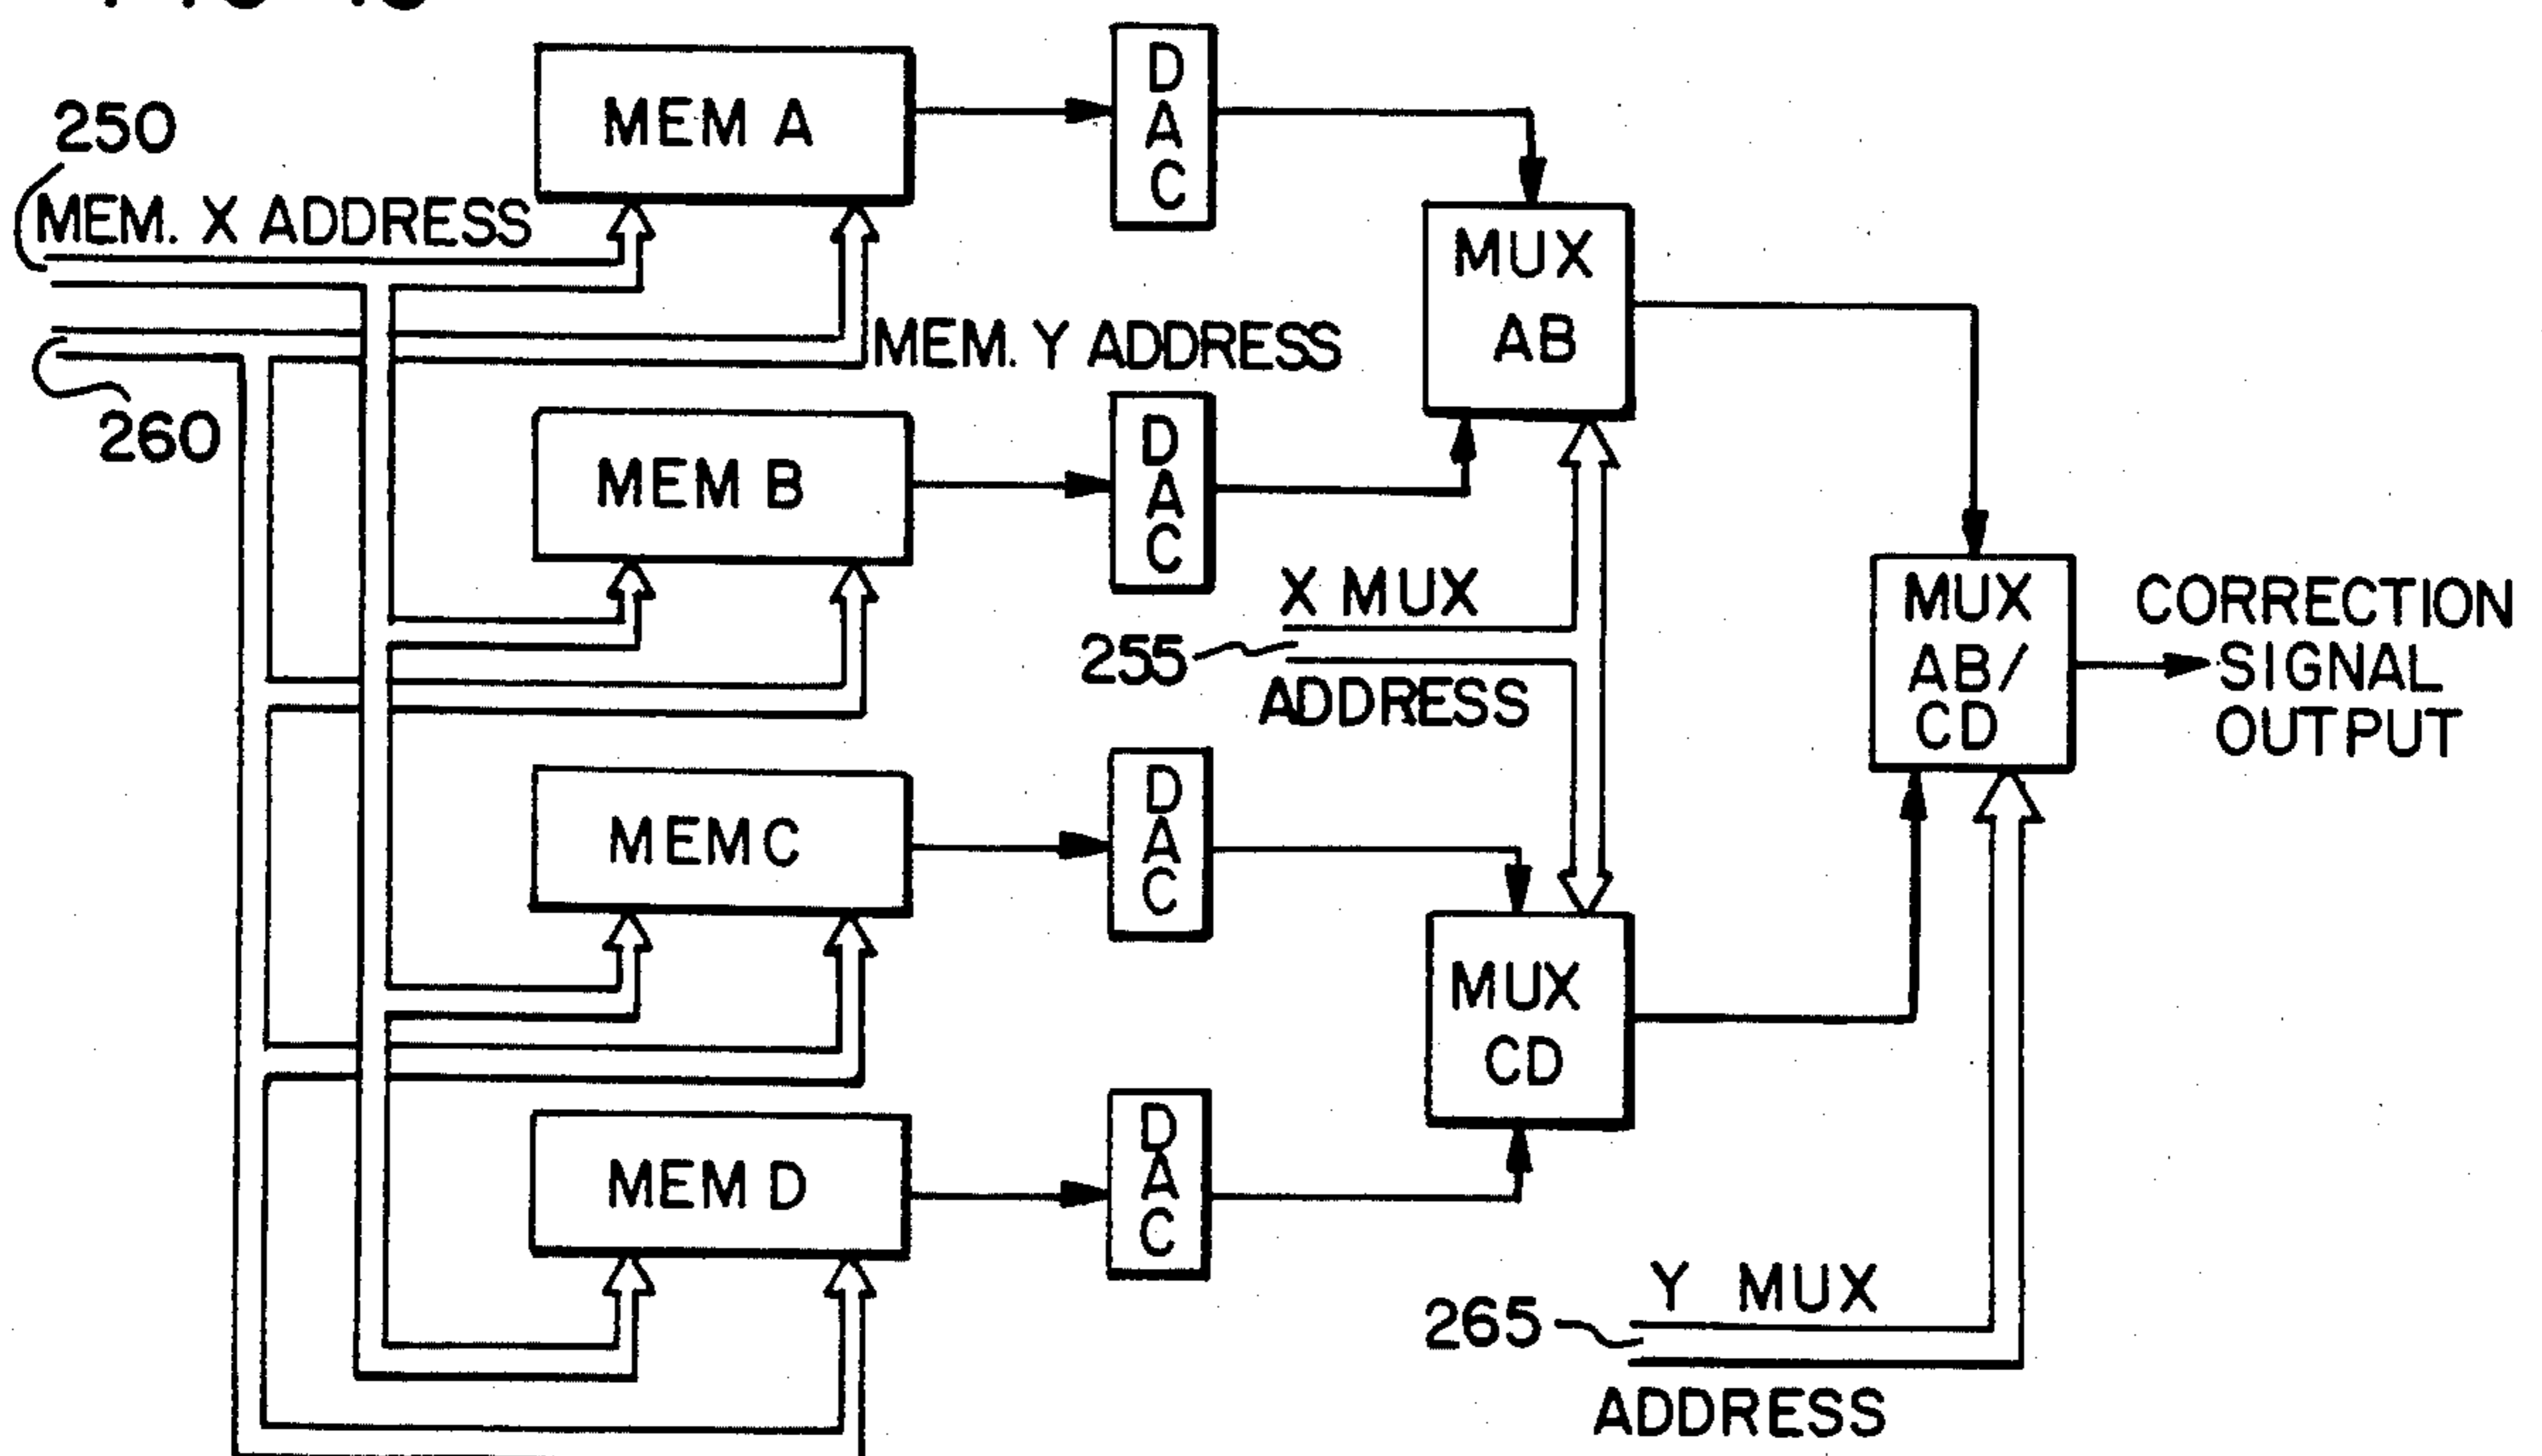 250
MEM. X ADDRESS
MEM A
D
A
C
MUX
AB
MEM. Y ADDRESS
260
MEM B
D
A
C
X MUX
255
ADDRESS
MUX
AB/
CD
CORRECTION
SIGNAL
OUTPUT
MEM C
D
A
C
MUX
CD
MEM D
D
A
C
Y MUX
265
ADDRESS